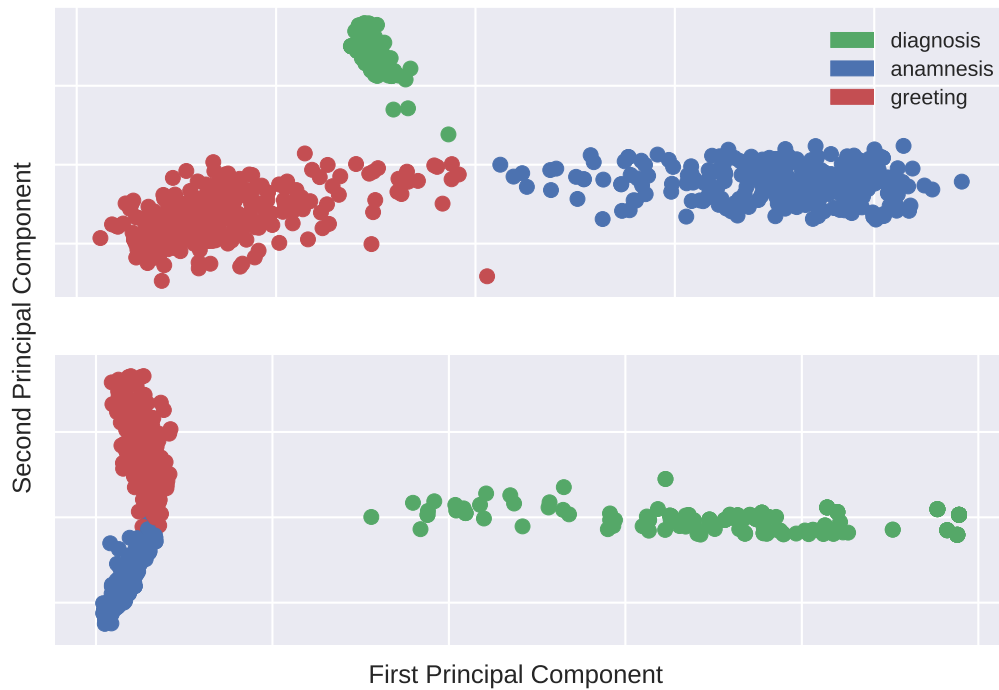 diagnosis
anamnesis
greeting
Second Principal Component
First Principal Component